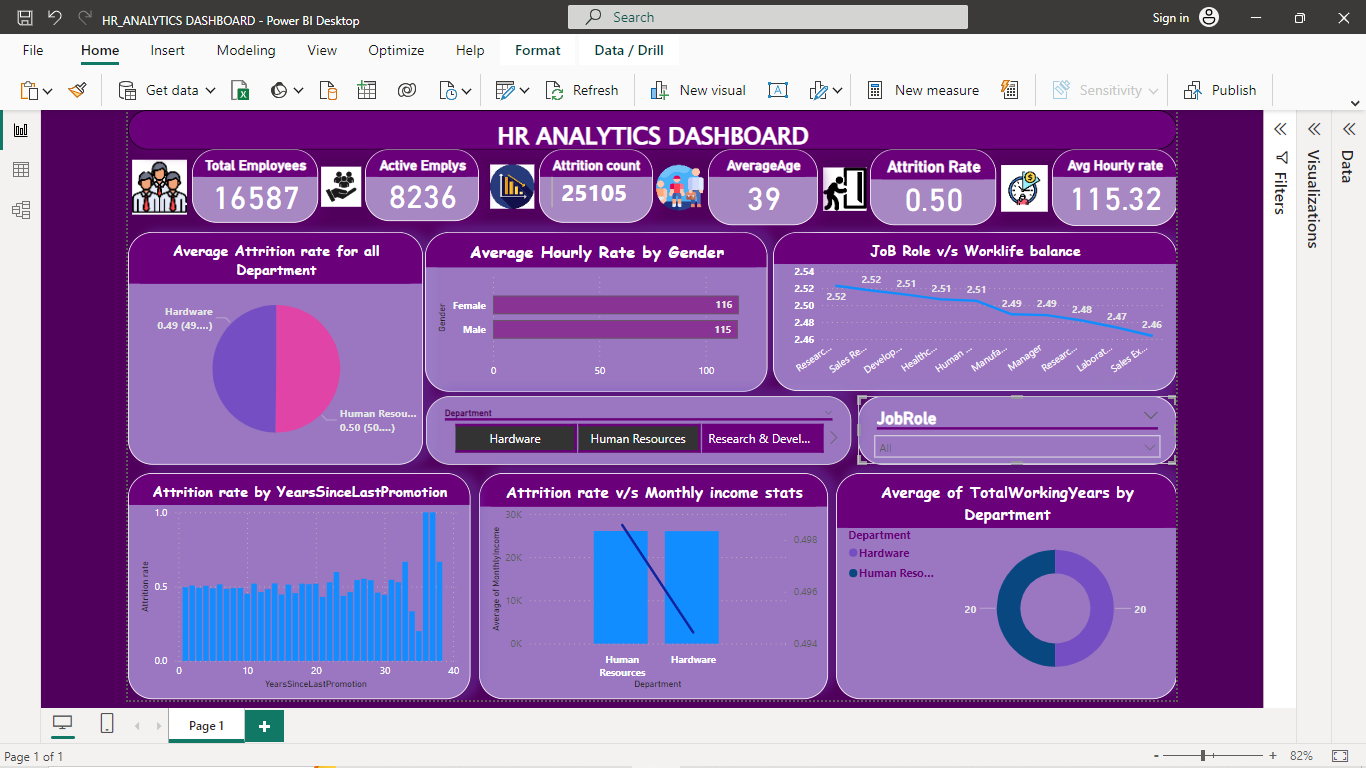 HR_ANALYTICS DASHBOARD - Power BI Desktop
Search
Sign in
File Home Insert Modeling View Optimize Help Format Data / Drill
Get data Refresh New visual New measure Sensitivity Publish
HR ANALYTICS DASHBOARD
Total Employees
16587
Active Emplys
8236
Attrition count
25105
AverageAge
39
Attrition Rate
0.50
Avg Hourly rate
115.32
Average Attrition rate for all
Department
Hardware
0.49 (49....)
Human Resou...
0.50 (50....)
Average Hourly Rate by Gender
Gender
Female 116
Male 115
0 50 100
JoB Role v/s Worklife balance
2.54
2.52
2.50
2.48
2.46
2.52 2.52 2.51 2.51 2.51 2.49 2.49 2.48 2.47 2.46
Researc... Sales Re... Develop... Healthc... Human ... Manufa... Manager Researc... Laborat... Sales Ex...
Department
Hardware Human Resources Research & Devel...
JobRole
All
Attrition rate by YearsSinceLastPromotion
Attrition rate
1.0
0.5
0.0
0 10 20 30 40
YearsSinceLastPromotion
Attrition rate v/s Monthly income stats
Average of MonthlyIncome
30K
20K
10K
0K
0.498
0.496
0.494
Human
Resources
Hardware
Department
Average of TotalWorkingYears by
Department
Department
Hardware
Human Reso...
20
20
Filters
Visualizations
Data
Page 1
+
Page 1 of 1
- + 82%